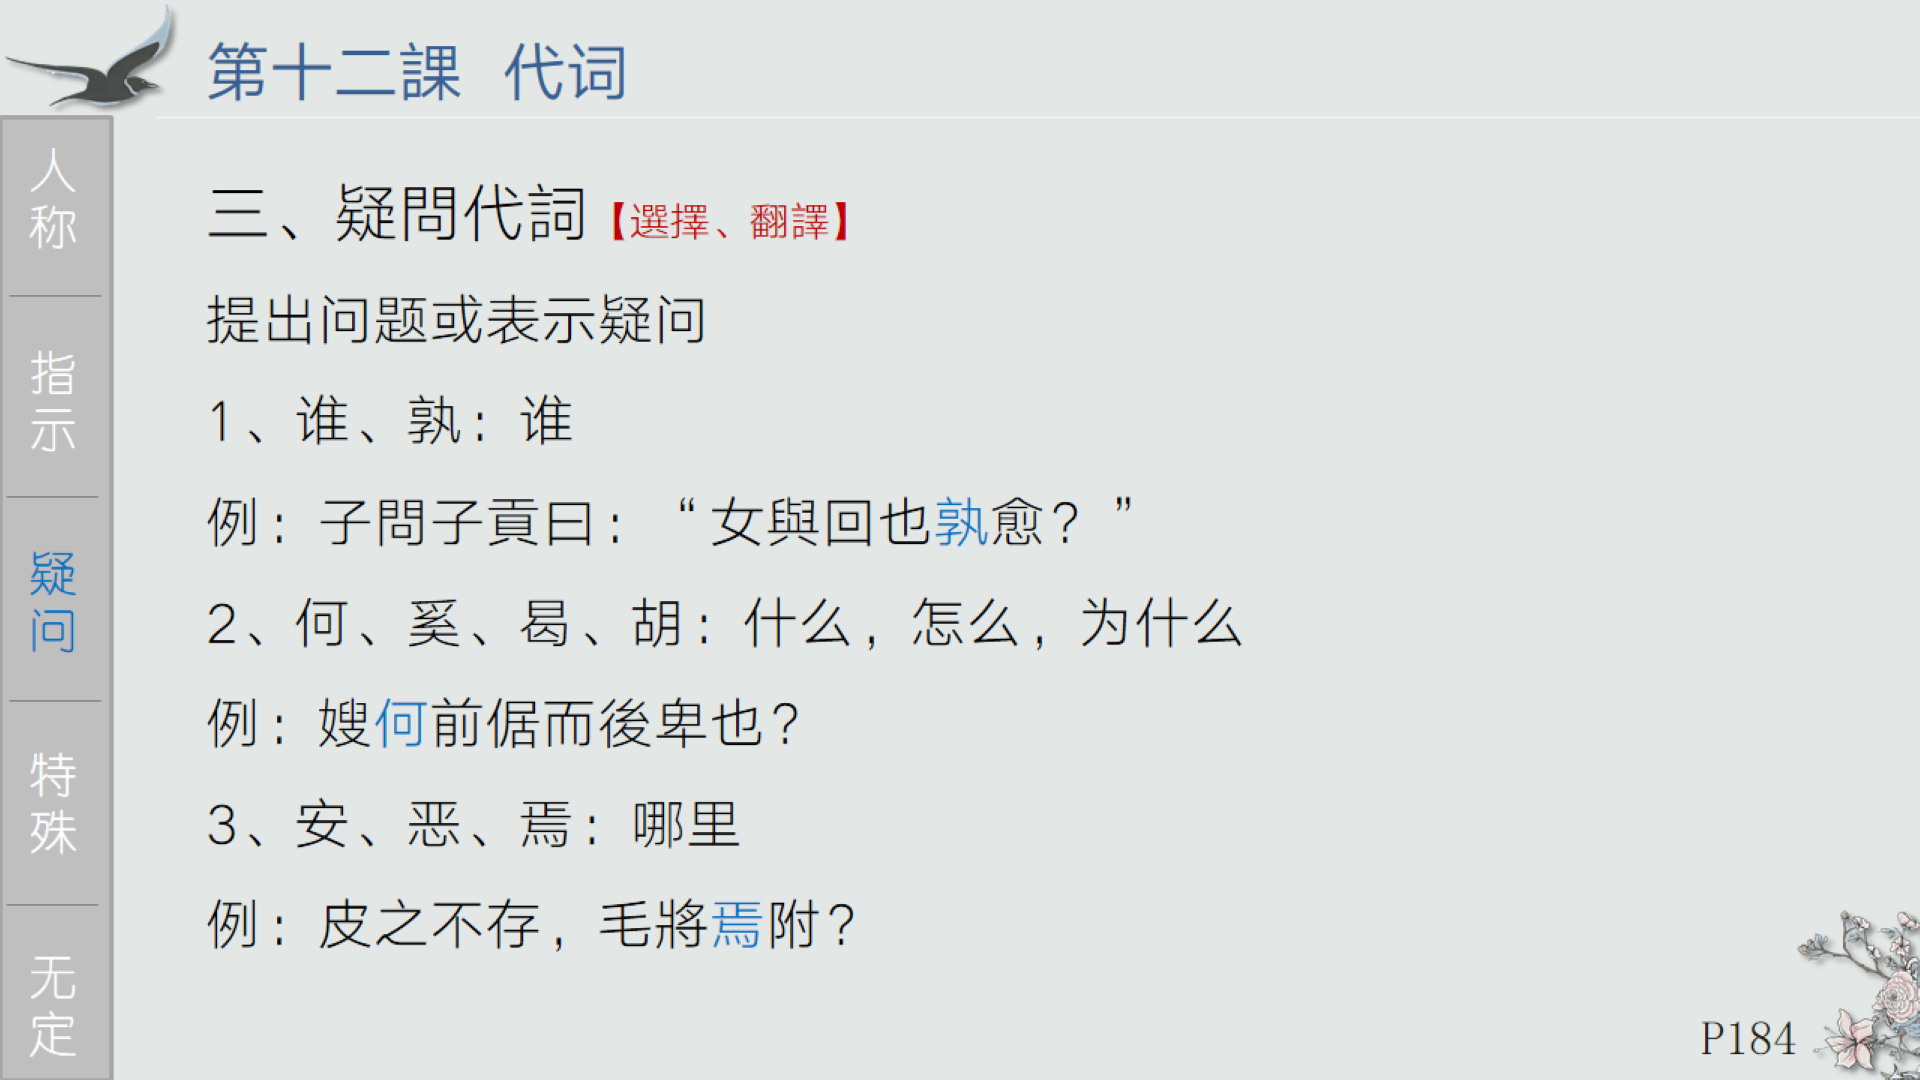 第十二課 代词
人称
指示
疑问
特殊
无定
三、疑問代詞【選擇、翻譯】
提出问题或表示疑问
1、谁、孰：谁
例：子問子貢曰：“女與回也孰愈？”
2、何、奚、曷、胡：什么，怎么，为什么
例：嫂何前倨而後卑也？
3、安、恶、焉：哪里
例：皮之不存，毛將焉附？
P184